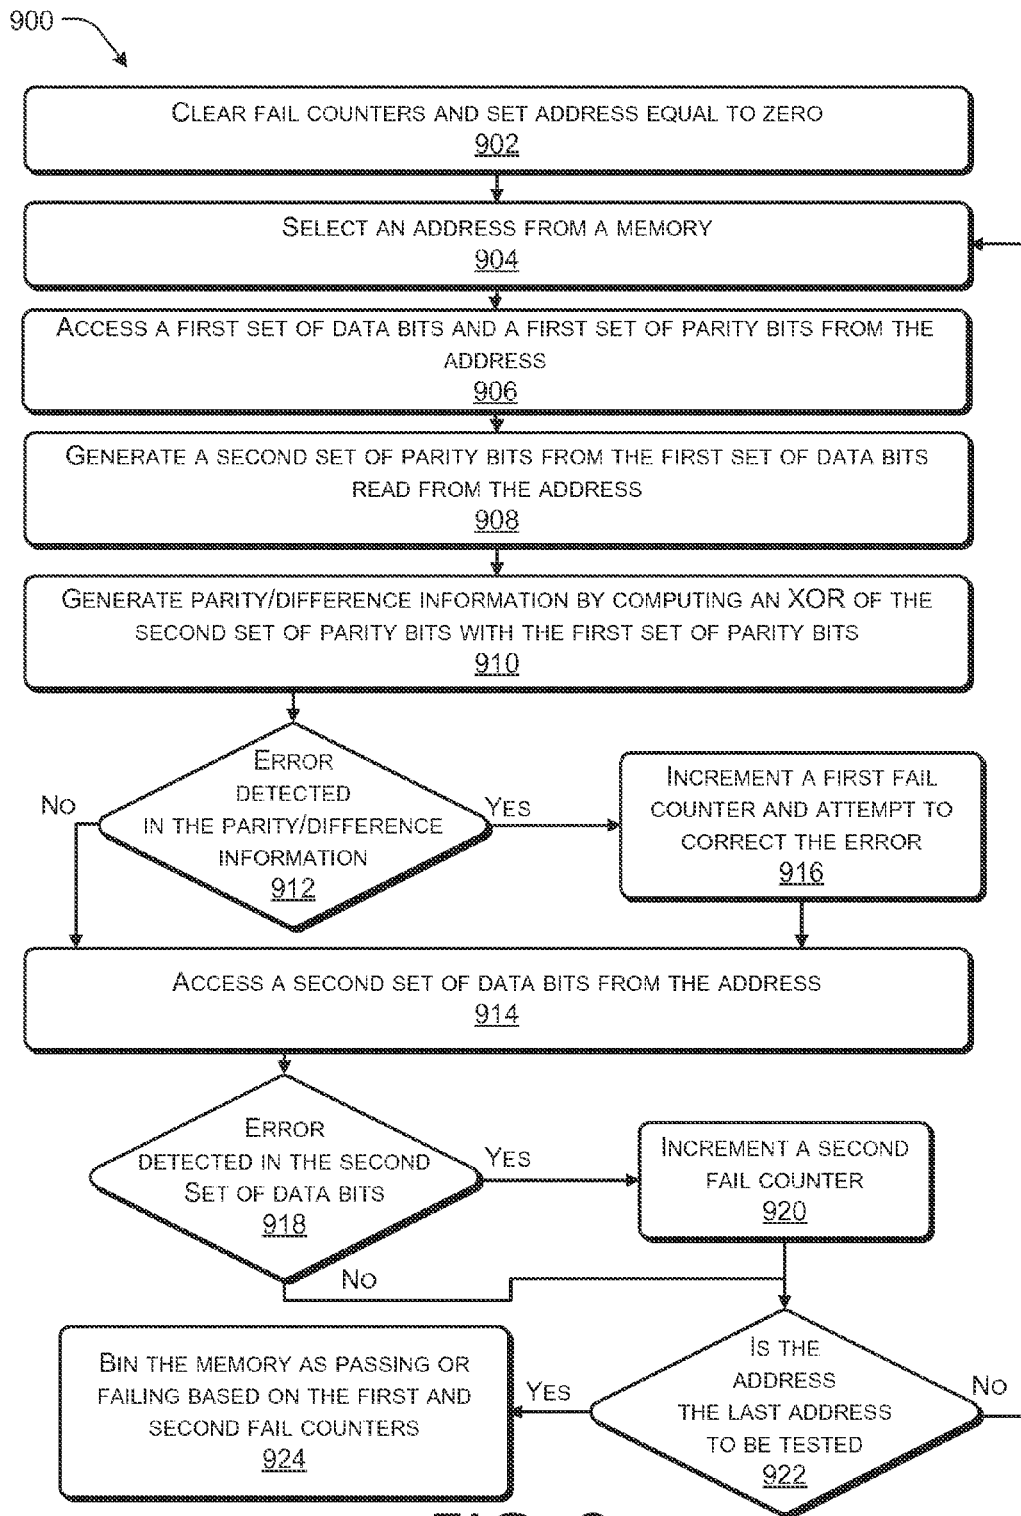 900
CLEAR FAIL COUNTERS AND SET ADDRESS EQUAL TO ZERO
902
SELECT AN ADDRESS FROM A MEMORY
904
ACCESS A FIRST SET OF DATA BITS AND A FIRST SET OF PARITY BITS FROM THE
ADDRESS
906
GENERATE A SECOND SET OF PARITY BITS FROM THE FIRST SET OF DATA BITS
READ FROM THE ADDRESS
908
GENERATE PARITY/DIFFERENCE INFORMATION BY COMPUTING AN XOR OF THE
SECOND SET OF PARITY BITS WITH THE FIRST SET OF PARITY BITS
910
ERROR
DETECTED
IN THE PARITY/DIFFERENCE
INFORMATION
912
NO
YES
INCREMENT A FIRST FAIL
COUNTER AND ATTEMPT TO
CORRECT THE ERROR
916
ACCESS A SECOND SET OF DATA BITS FROM THE ADDRESS
914
ERROR
DETECTED IN THE SECOND
SET OF DATA BITS
918
YES
NO
INCREMENT A SECOND
FAIL COUNTER
920
IS THE
ADDRESS
THE LAST ADDRESS
TO BE TESTED
922
YES
NO
BIN THE MEMORY AS PASSING OR
FAILING BASED ON THE FIRST AND
SECOND FAIL COUNTERS
924